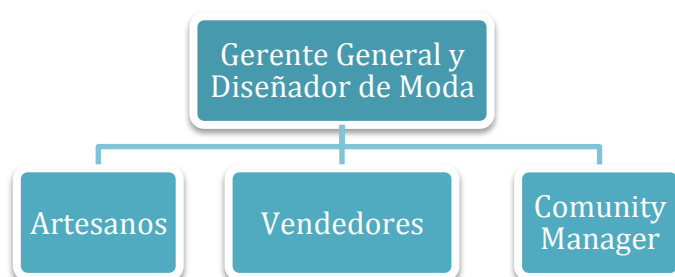 Gerente General y
Diseñador de Moda
Artesanos
Vendedores
Comunity
Manager